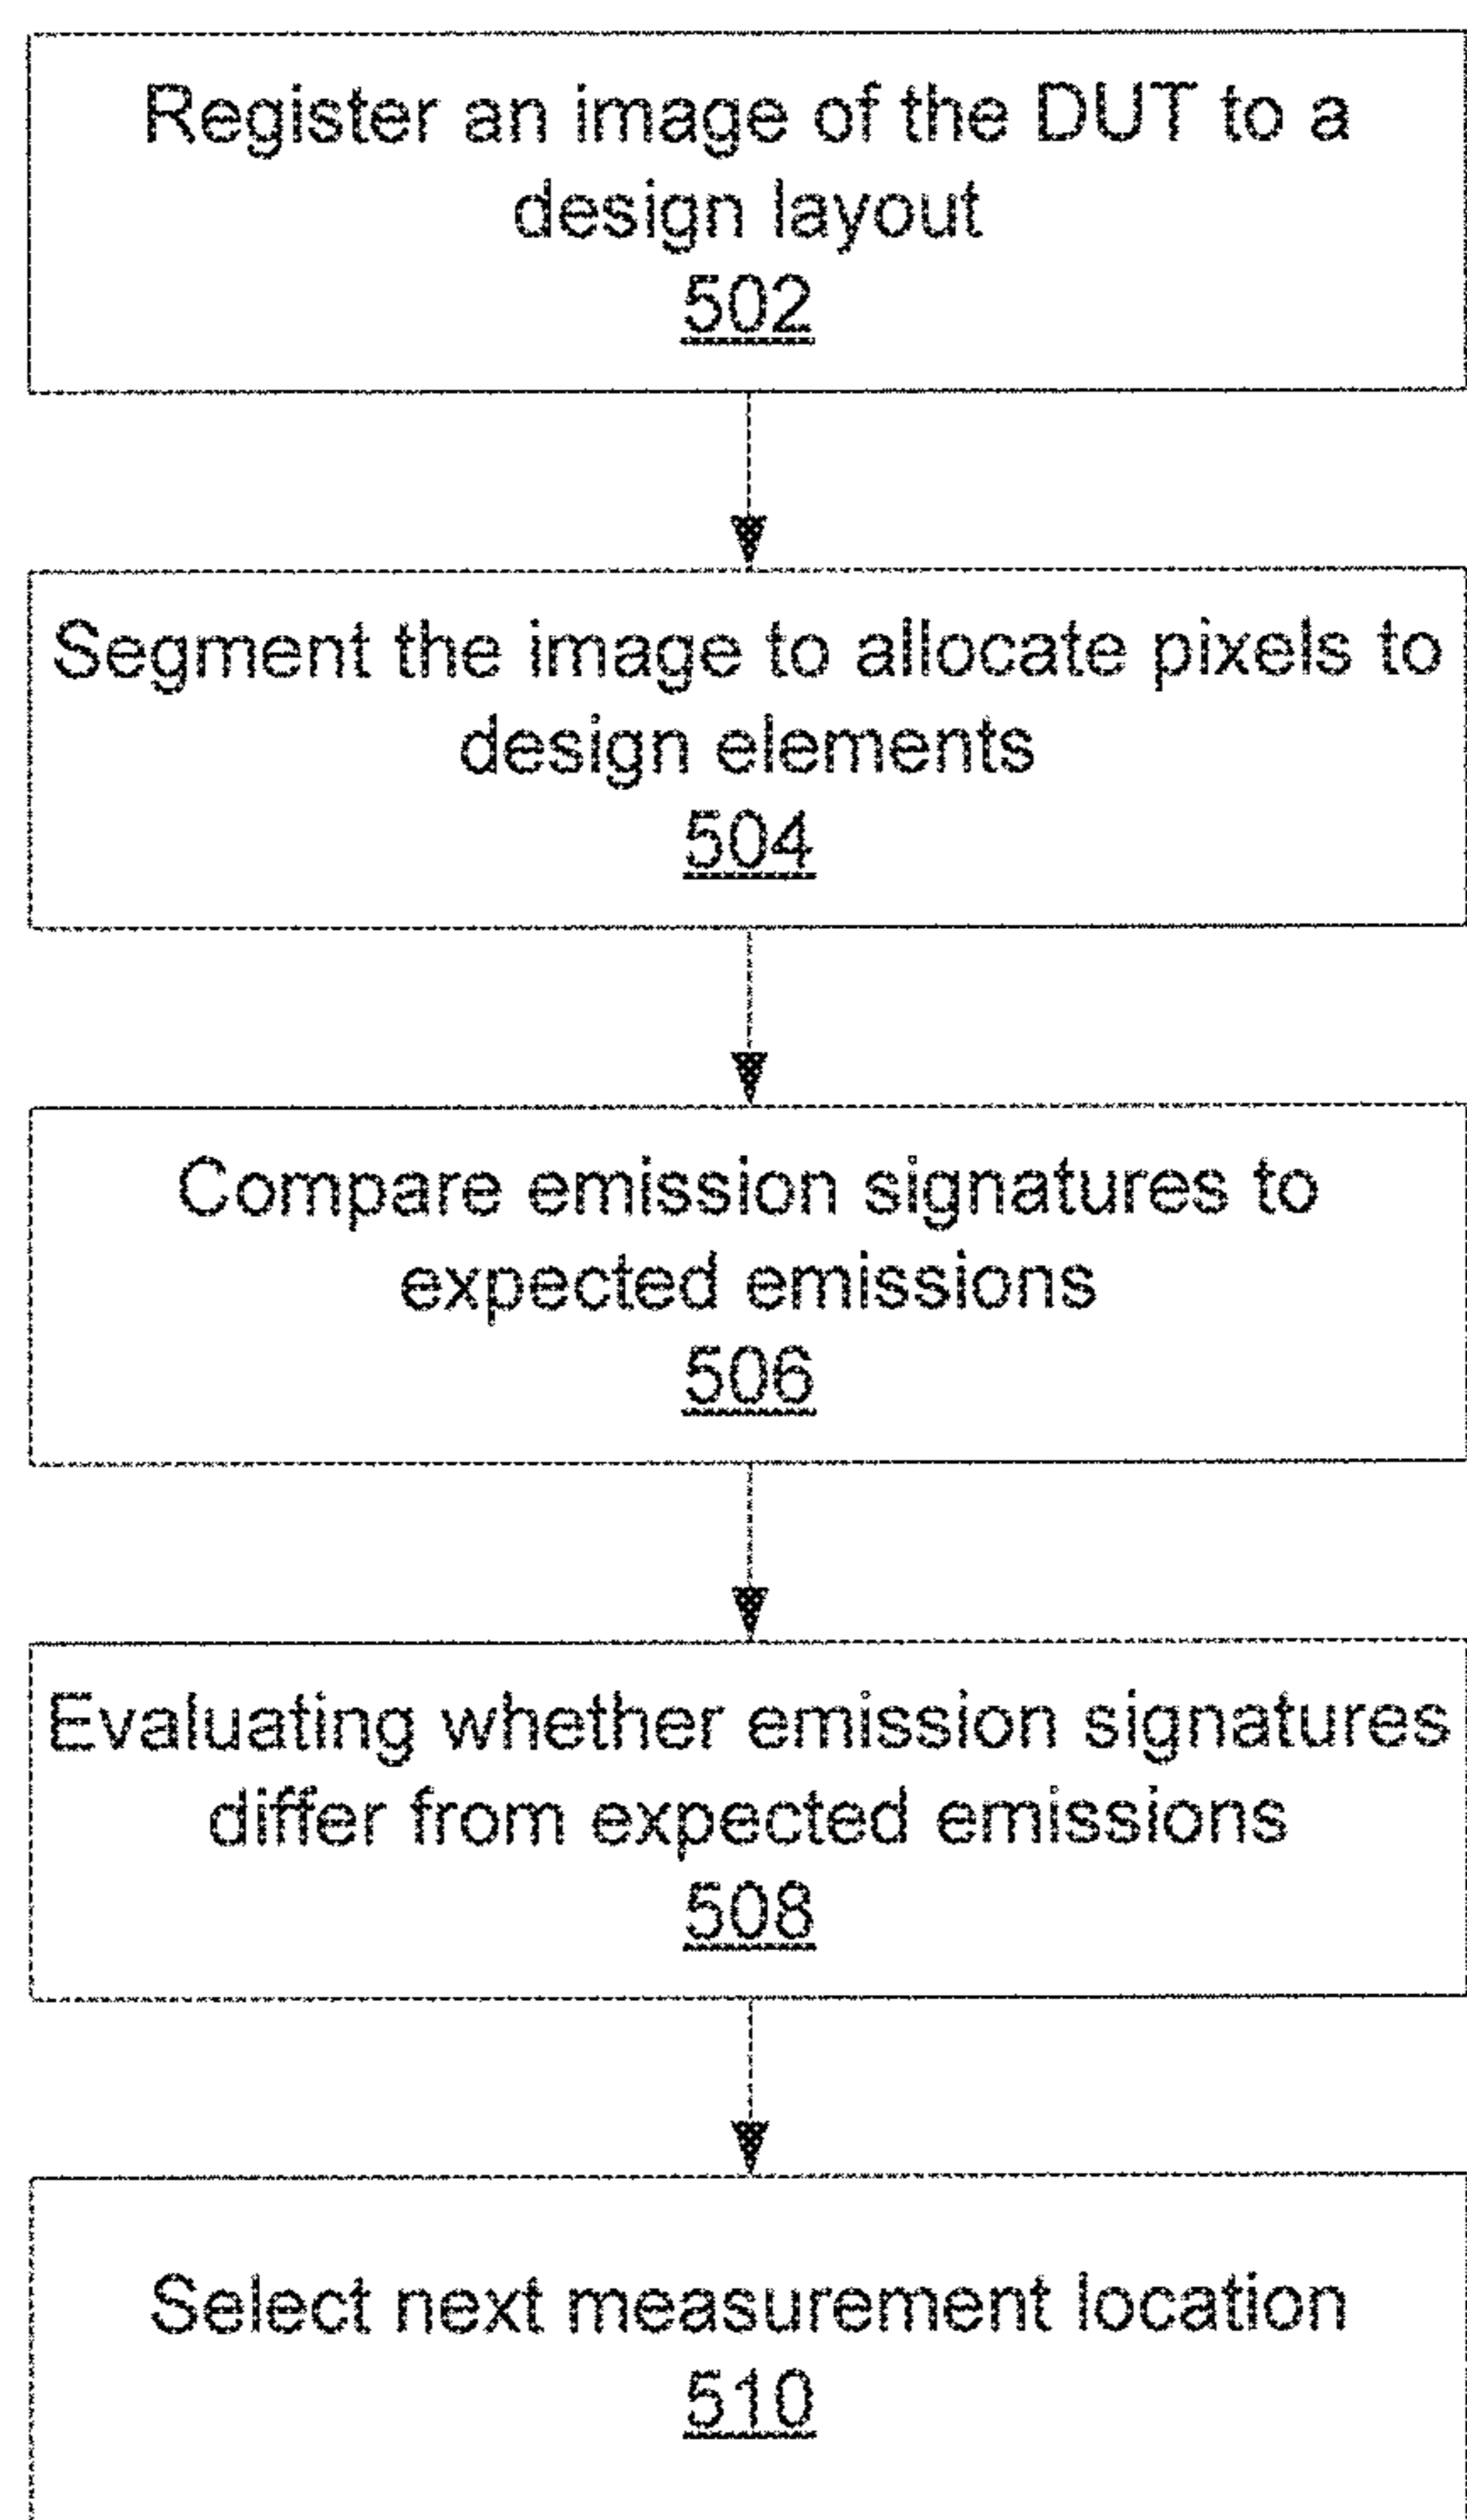 Register an image of the DUT to a
design layout
502
Segment the image to allocate pixels to
design elements
504
Compare emission signatures to
expected emissions
506
Evaluating whether emission signatures
differ from expected emissions
508
Select next measurement location
510